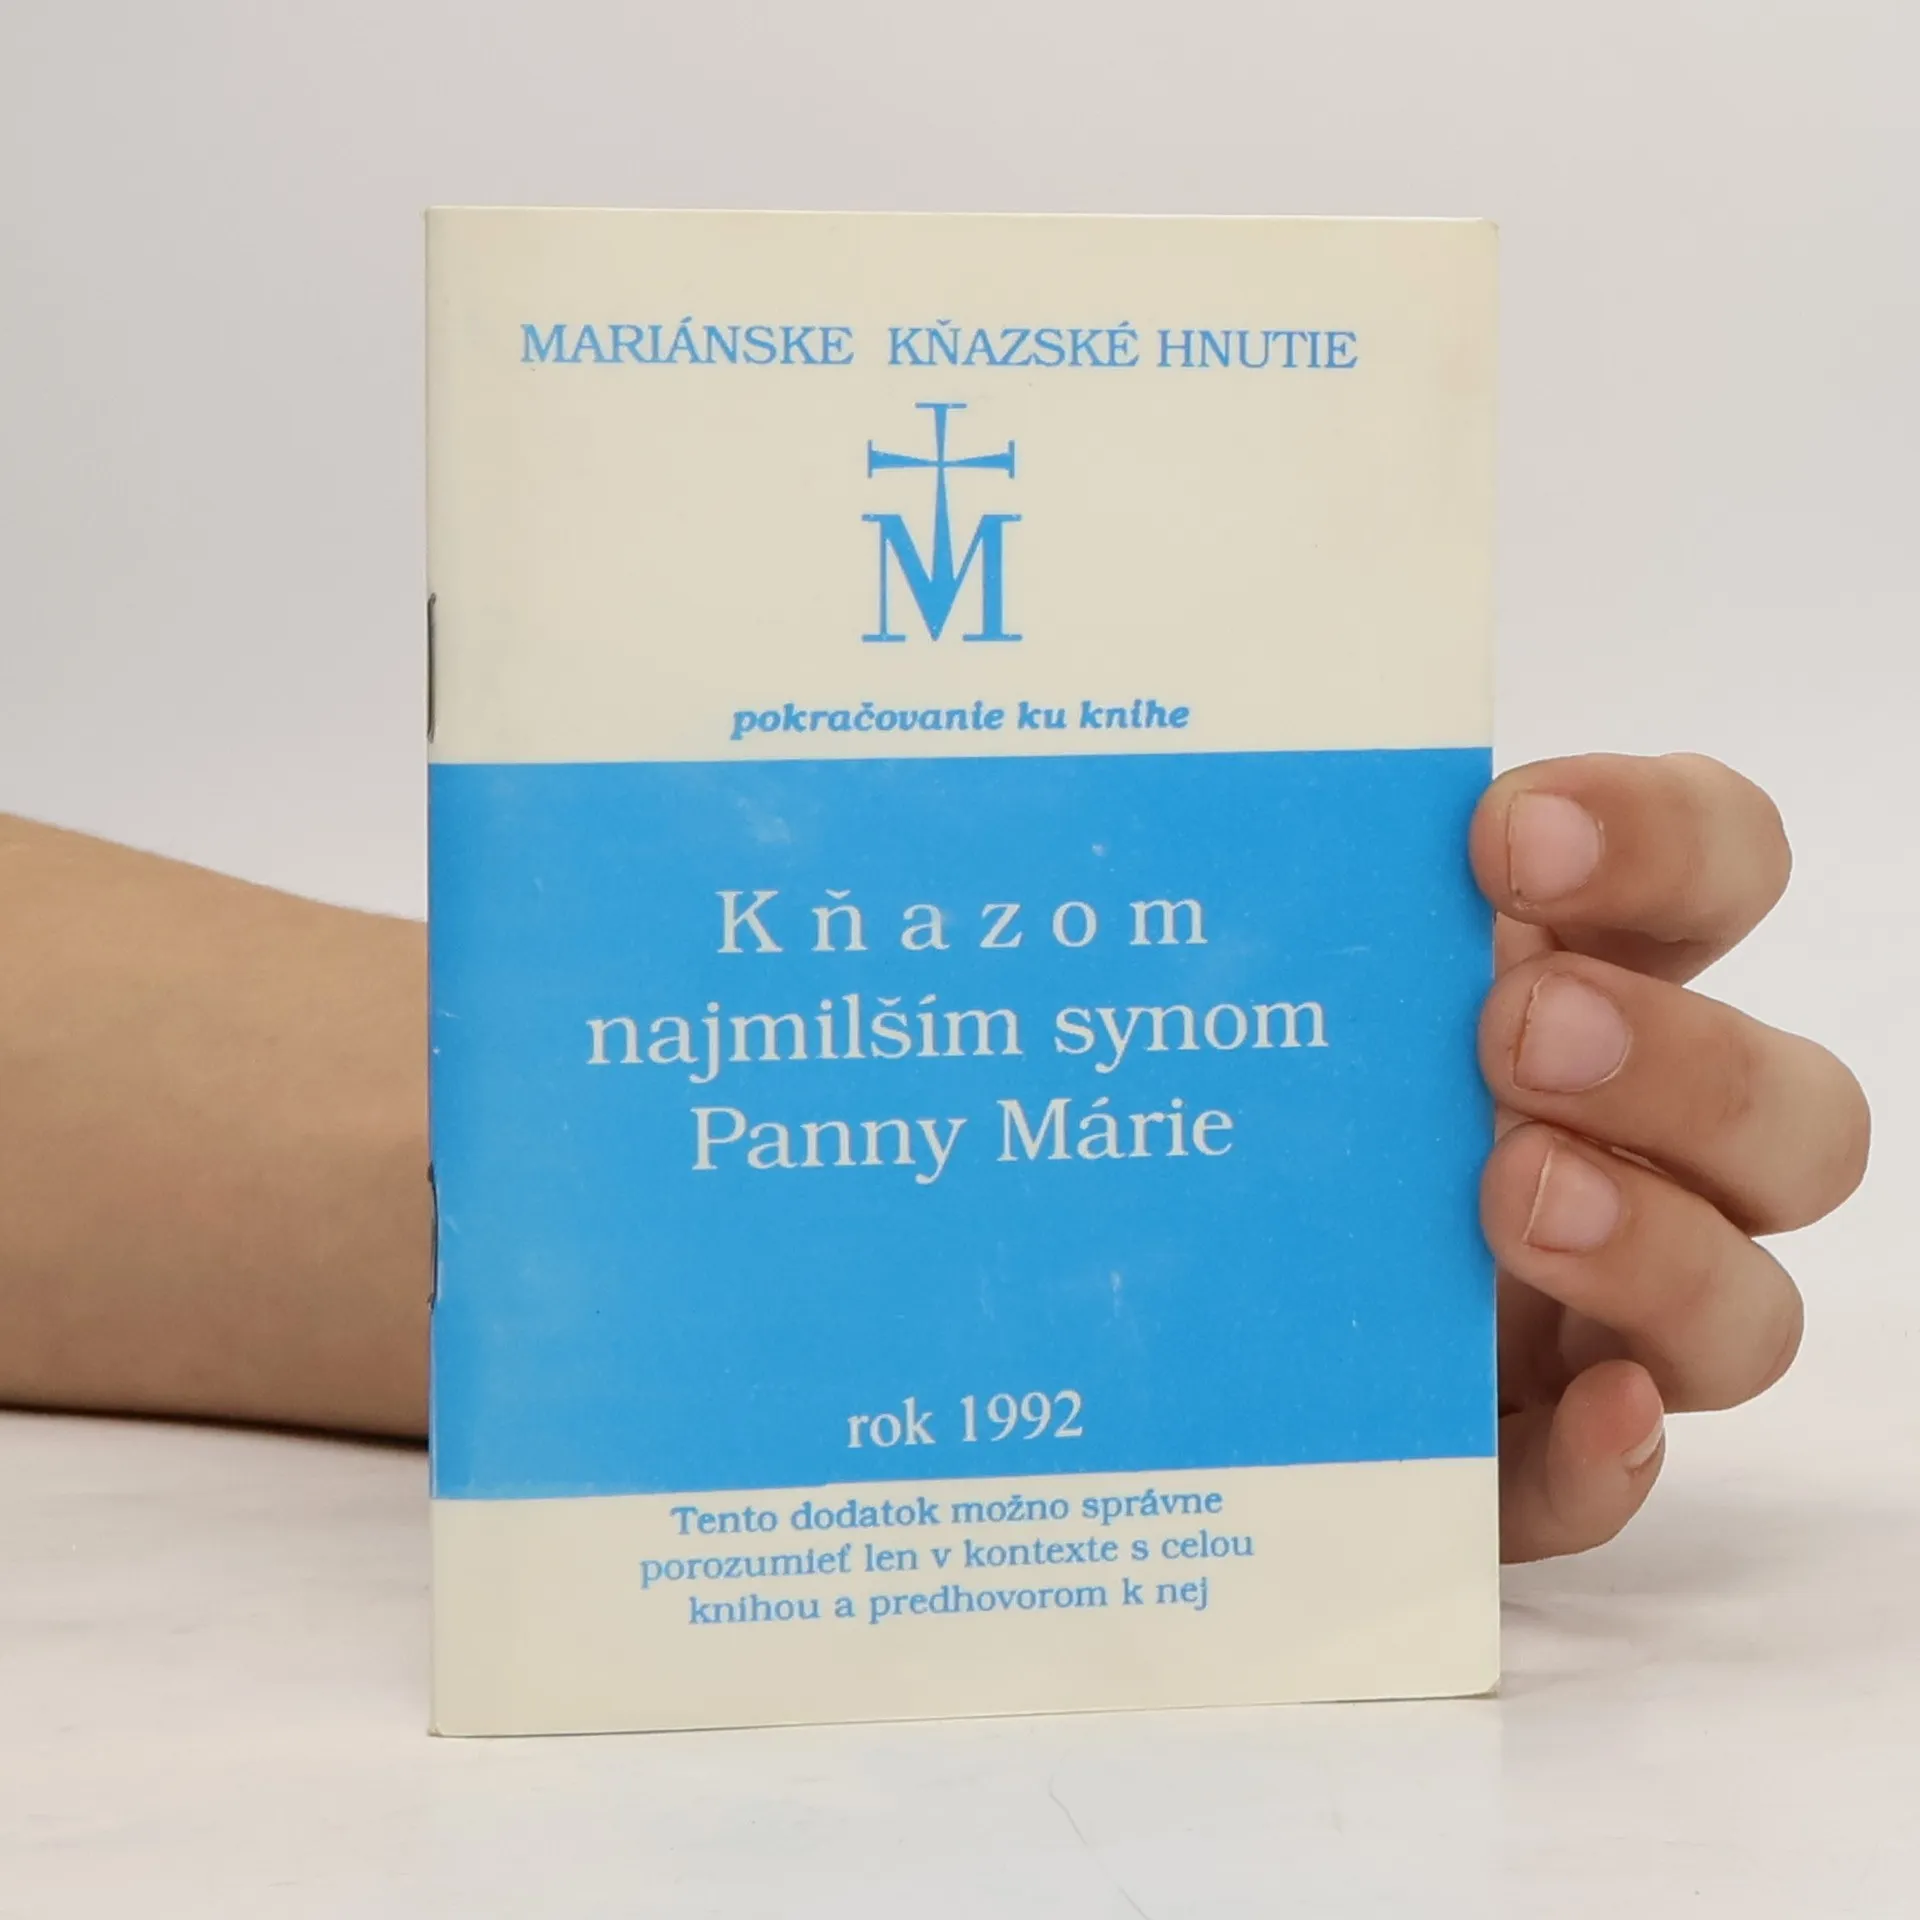 MARIÁNSKE KŇAZSKÉ HNUTIE
M
pokračovanie ku knihe
Kňazom
najmilším synom
Panny Márie
rok 1992
Tento dodatok možno správne
porozumieť len v kontexte s celou
knihou a predhovorom k nej